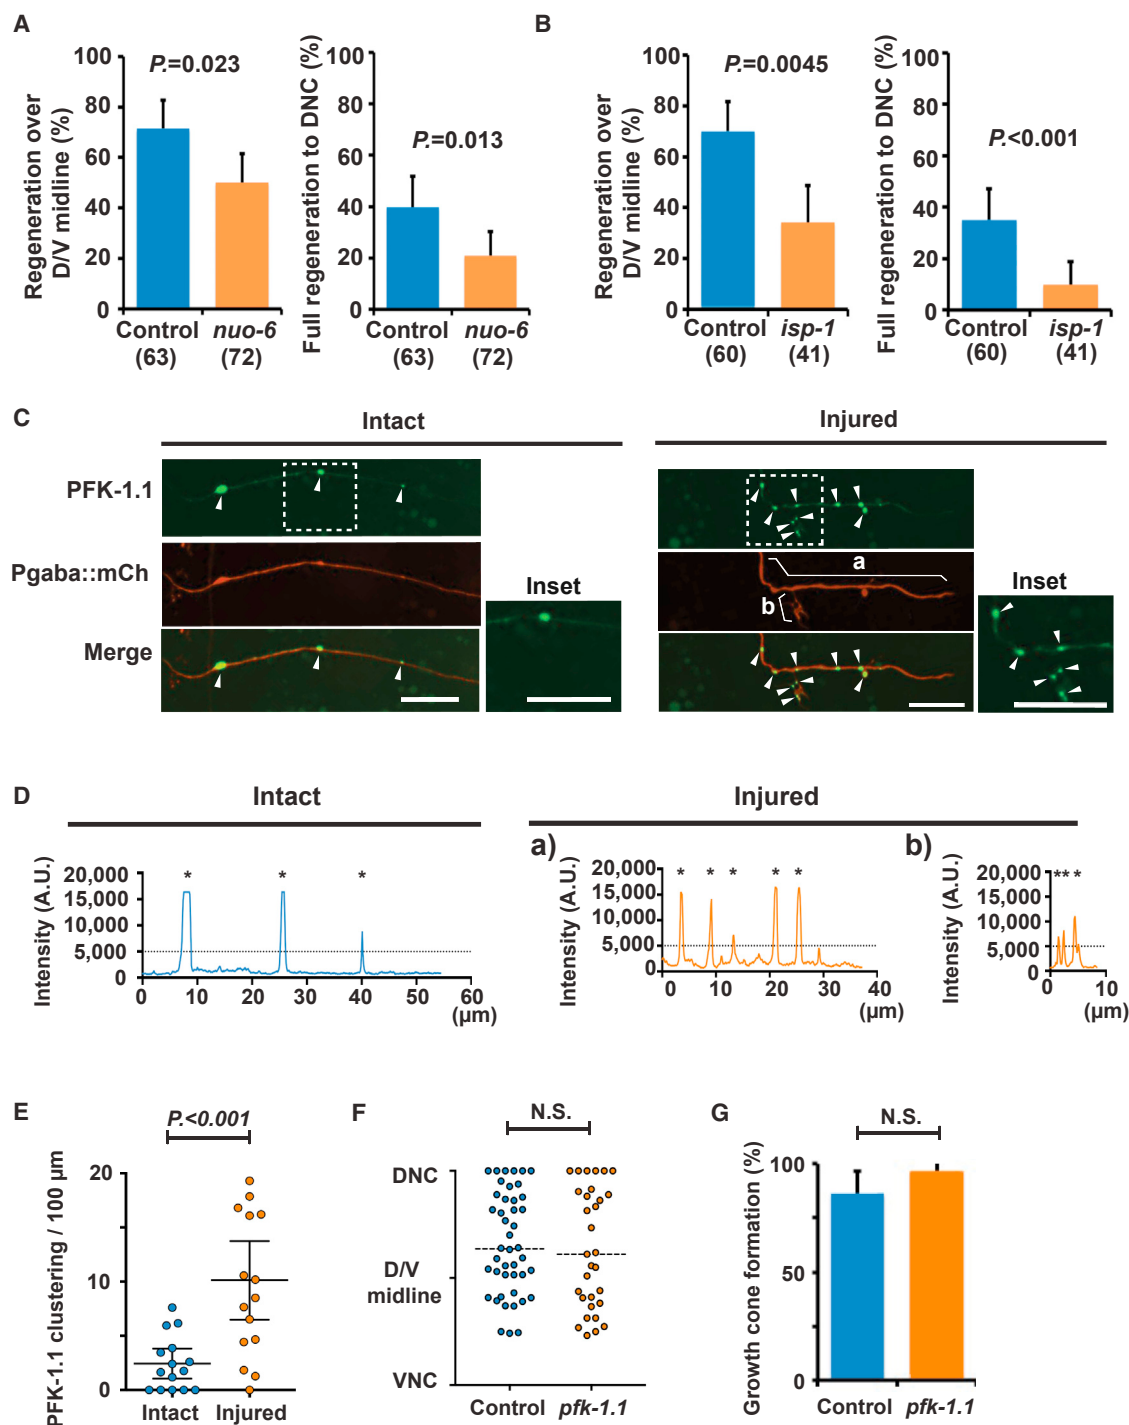 A
Regeneration over D/V midline (%)
100
80
60
40
20
0
P.=0.023
Control
(63)
nuo-6
(72)
Full regeneration to DNC (%)
100
80
60
40
20
0
P.=0.013
Control
(63)
nuo-6
(72)
B
Regeneration over D/V midline (%)
100
80
60
40
20
0
P.=0.0045
Control
(60)
isp-1
(41)
Full regeneration to DNC (%)
100
80
60
40
20
0
P.<0.001
Control
(60)
isp-1
(41)
C
Intact
Injured
PFK-1.1
Pgaba::mCh
Merge
Inset
a
b
Inset
D
Intact
Injured
Intensity (A.U.)
20,000
15,000
10,000
5,000
0
* * *
0 10 20 30 40 50 60
(µm)
a)
Intensity (A.U.)
20,000
15,000
10,000
5,000
0
* * * * *
0 10 20 30 40
(µm)
b)
Intensity (A.U.)
20,000
15,000
10,000
5,000
0
** *
0 10
(µm)
E
P.<0.001
PFK-1.1 clustering / 100 µm
20
10
0
Intact Injured
F
N.S.
DNC
D/V
midline
VNC
Control pfk-1.1
G
N.S.
Growth cone formation (%)
100
50
0
Control pfk-1.1